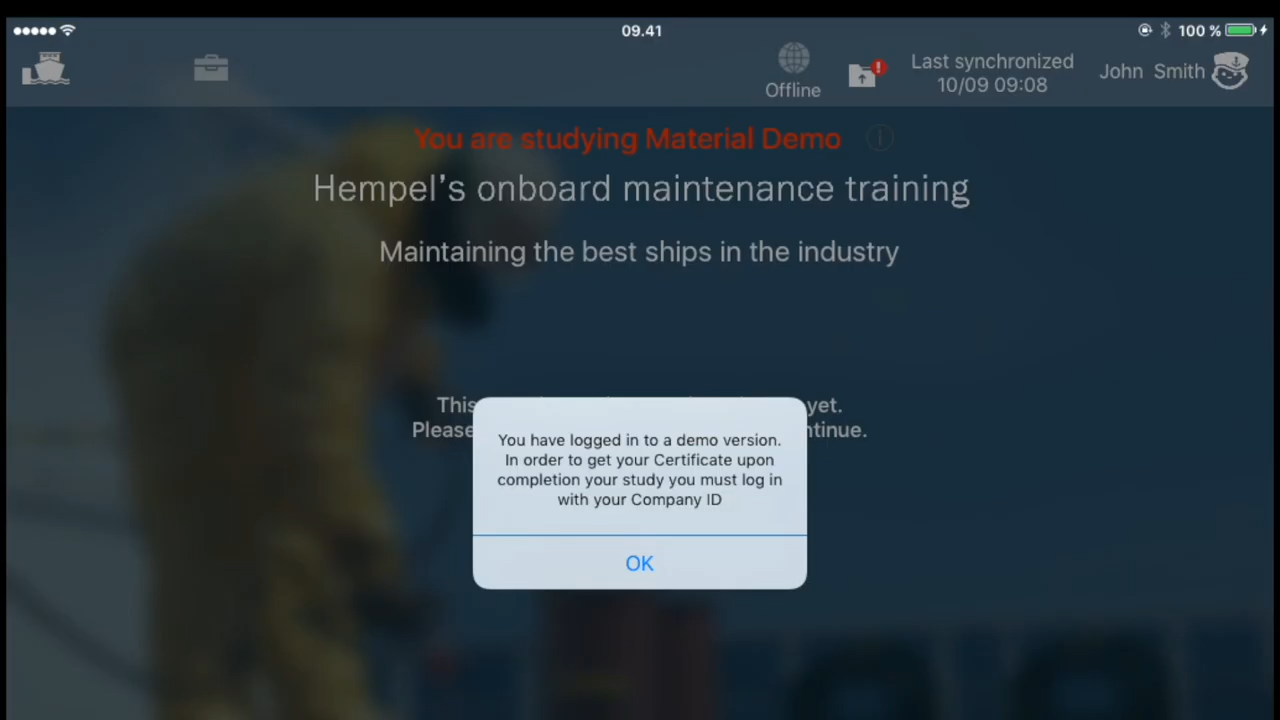 09.41
100 %
Last synchronized
10/09 09:08
John Smith
Offline
You are studying Material Demo
Hempel's onboard maintenance training
Maintaining the best ships in the industry
This yet.
Please
You have logged in to a demo version.
In order to get your Certificate upon
completion your study you must log in
with your Company ID
OK